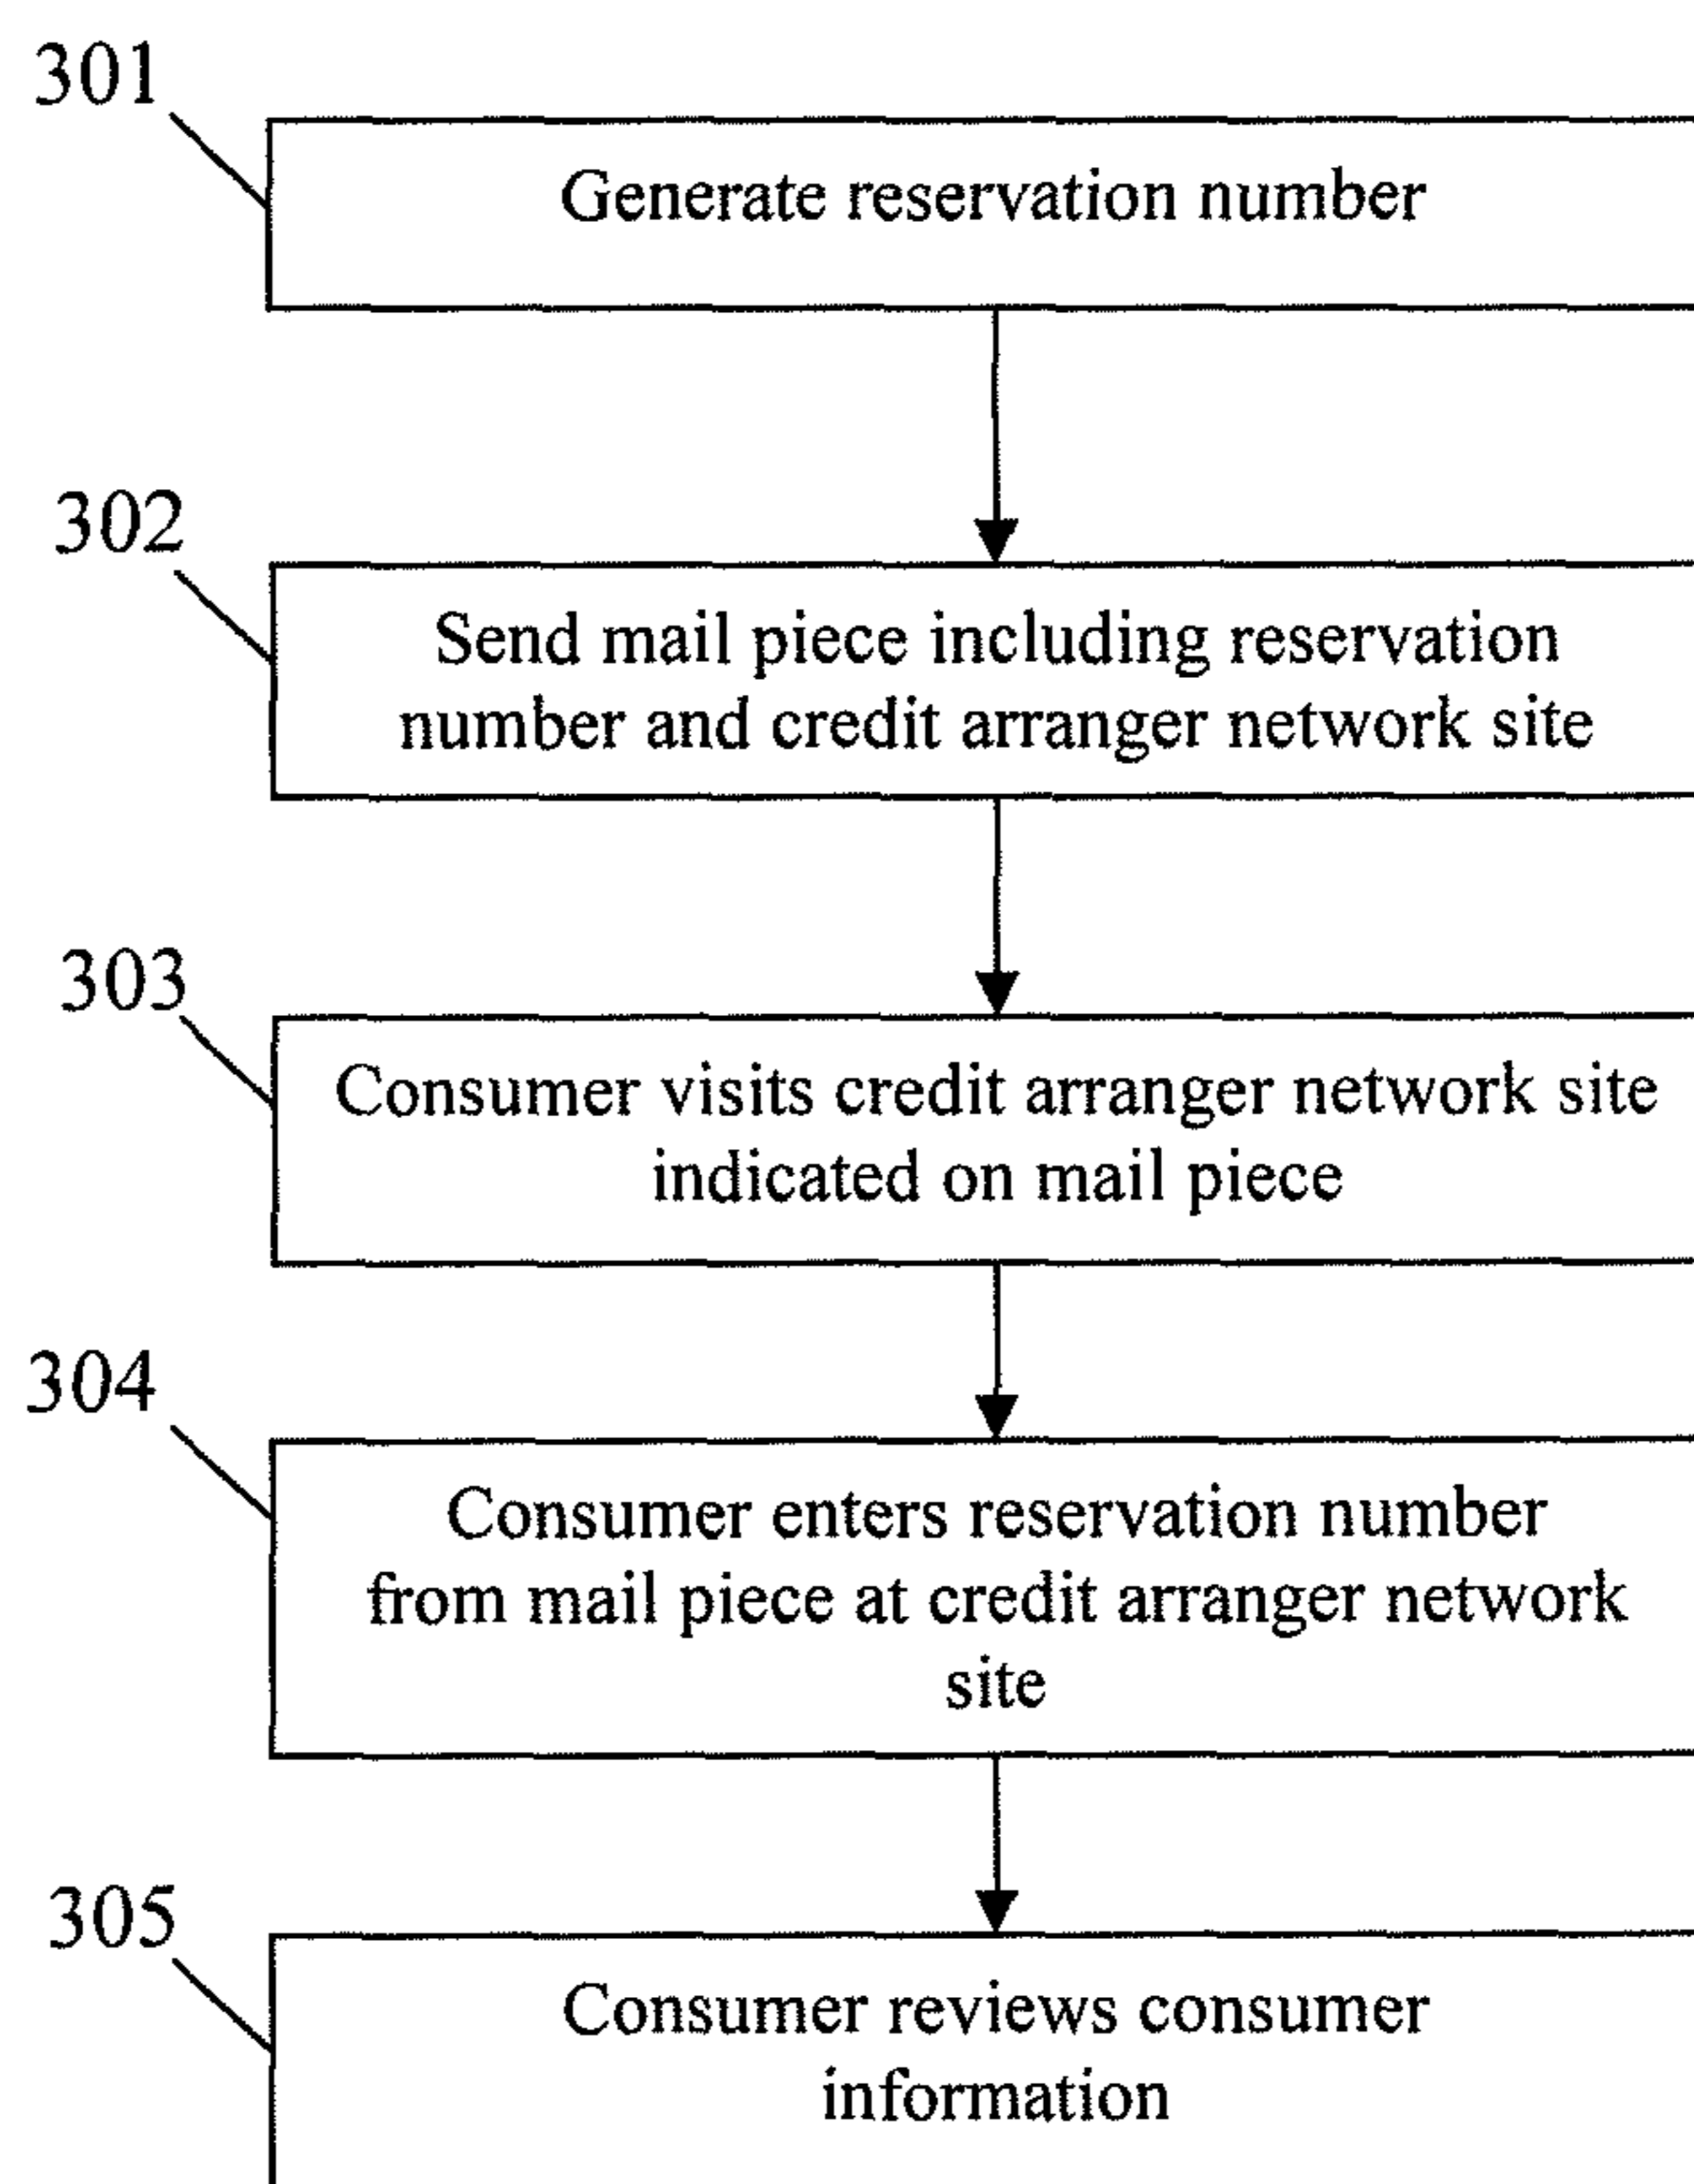 301
Generate reservation number
302
Send mail piece including reservation
number and credit arranger network site
303
Consumer visits credit arranger network site
indicated on mail piece
304
Consumer enters reservation number
from mail piece at credit arranger network
site
305
Consumer reviews consumer
information